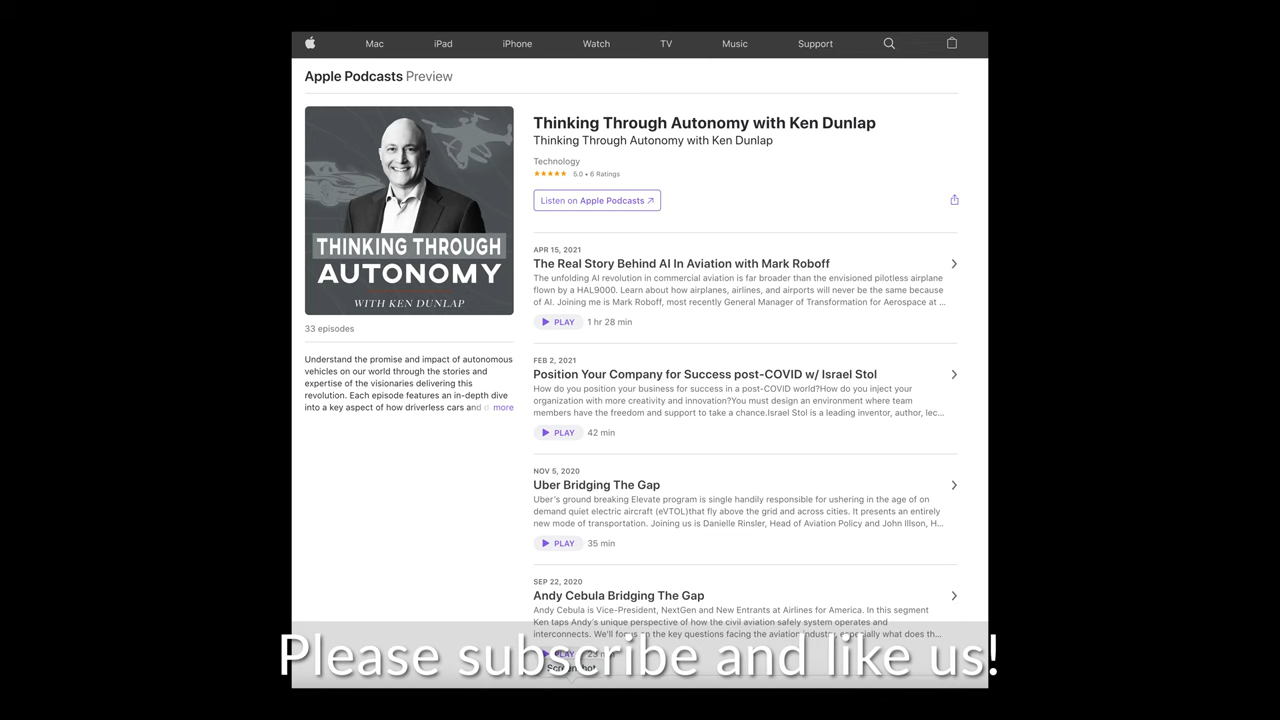 Mac iPad iPhone Watch TV Music Support
Apple Podcasts Preview
THINKING THROUGH
AUTONOMY
WITH KEN DUNLAP
33 episodes
Understand the promise and impact of autonomous
vehicles on our world through the stories and
expertise of the visionaries delivering this
revolution. Each episode features an in-depth dive
into a key aspect of how driverless cars and d more
Thinking Through Autonomy with Ken Dunlap
Thinking Through Autonomy with Ken Dunlap
Technology
★★★★★ 5.0 • 6 Ratings
Listen on Apple Podcasts ↗
APR 15, 2021
The Real Story Behind AI In Aviation with Mark Roboff
The unfolding AI revolution in commercial aviation is far broader than the envisioned pilotless airplane
flown by a HAL9000. Learn about how airplanes, airlines, and airports will never be the same because
of AI. Joining me is Mark Roboff, most recently General Manager of Transformation for Aerospace at ...
PLAY 1 hr 28 min
FEB 2, 2021
Position Your Company for Success post-COVID w/ Israel Stol
How do you position your business for success in a post-COVID world?How do you inject your
organization with more creativity and innovation?You must design an environment where team
members have the freedom and support to take a chance.Israel Stol is a leading inventor, author, lec...
PLAY 42 min
NOV 5, 2020
Uber Bridging The Gap
Uber's ground breaking Elevate program is single handily responsible for ushering in the age of on
demand quiet electric aircraft (eVTOL)that fly above the grid and across cities. It presents an entirely
new mode of transportation. Joining us is Danielle Rinsler, Head of Aviation Policy and John Illson, H...
PLAY 35 min
SEP 22, 2020
Andy Cebula Bridging The Gap
Andy Cebula is Vice-President, NextGen and New Entrants at Airlines for America. In this segment
Ken taps Andy's unique perspective of how the civil aviation safely system operates and
interconnects. We'll focus on the key questions facing the aviation industry, especially what does th...
PLAY
Screenshot
Please subscribe and like us!